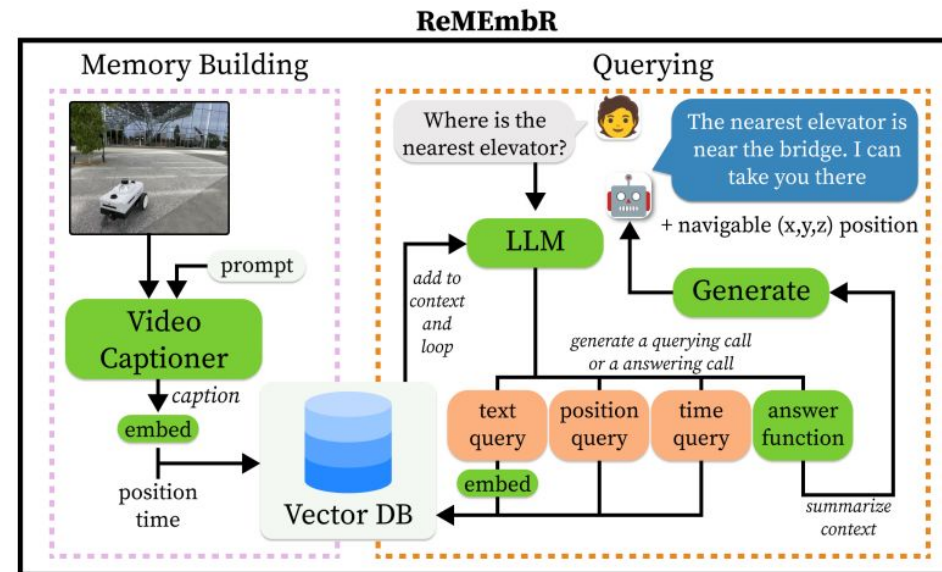 ReMEmbR
Memory Building
prompt
Video
Captioner
caption
embed
position
time
Vector DB
Querying
Where is the
nearest elevator?
The nearest elevator is
near the bridge. I can
take you there
+ navigable (x,y,z) position
LLM
Generate
add to
context
and
loop
generate a querying call
or a answering call
text
query
position
query
time
query
answer
function
embed
summarize
context